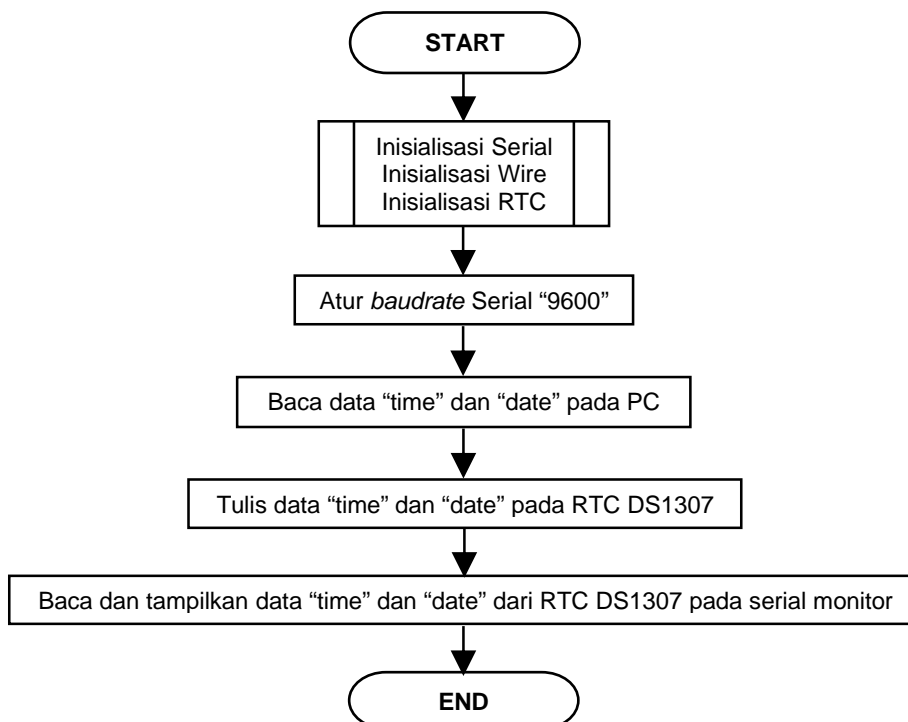 START
Inisialisasi Serial
Inisialisasi Wire
Inisialisasi RTC
Atur baudrate Serial “9600”
Baca data “time” dan “date” pada PC
Tulis data “time” dan “date” pada RTC DS1307
Baca dan tampilkan data “time” dan “date” dari RTC DS1307 pada serial monitor
END